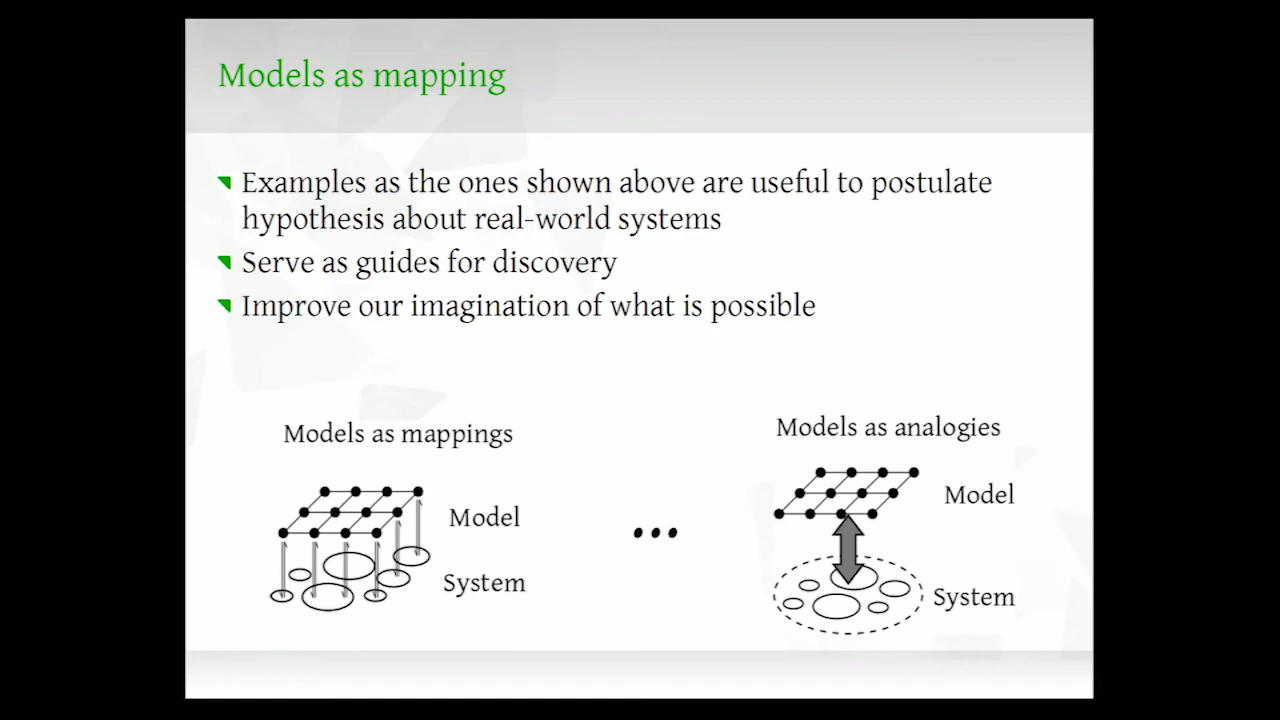 Models as mapping
Examples as the ones shown above are useful to postulate
hypothesis about real-world systems
Serve as guides for discovery
Improve our imagination of what is possible
Models as mappings
Model
System
...
Models as analogies
Model
System